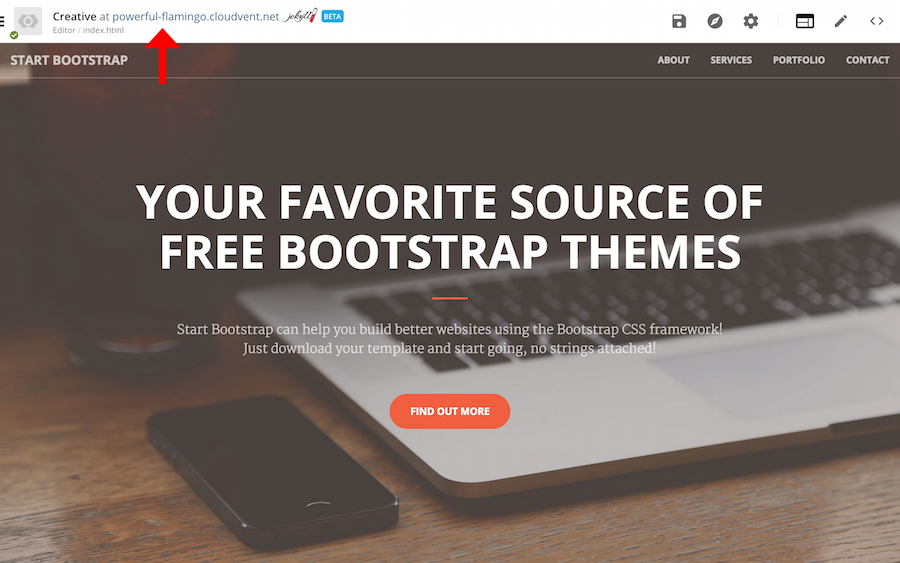 Creative at powerful-flamingo.cloudvent.net jekyll BETA
Editor / index.html
START BOOTSTRAP ABOUT SERVICES PORTFOLIO CONTACT
YOUR FAVORITE SOURCE OF
FREE BOOTSTRAP THEMES
Start Bootstrap can help you build better websites using the Bootstrap CSS framework!
Just download your template and start going, no strings attached!
FIND OUT MORE